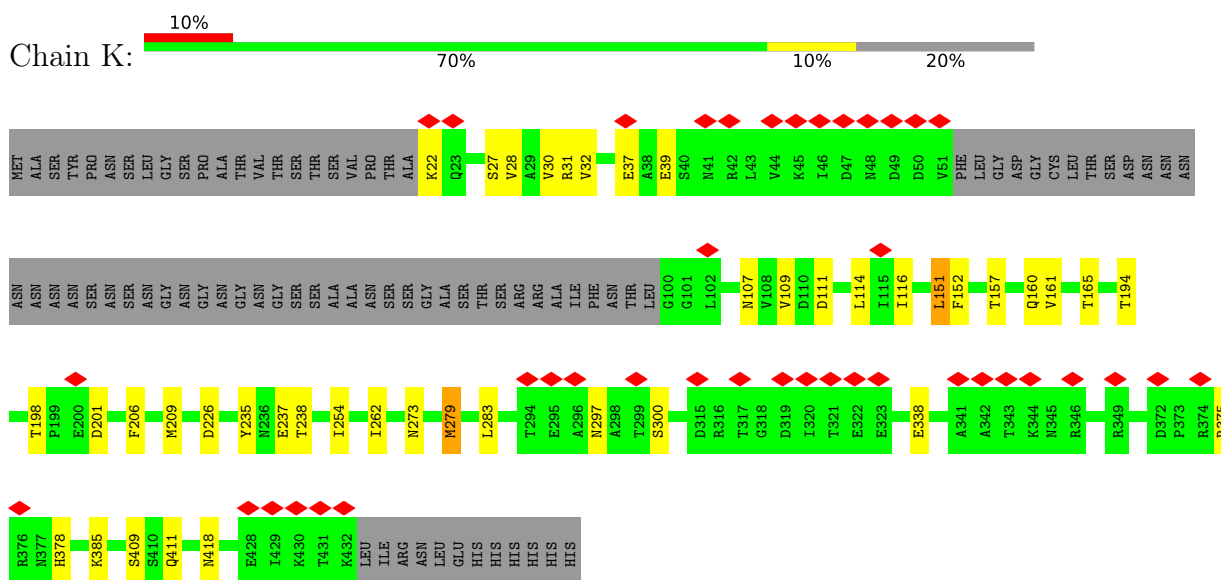 10%
Chain K:
70% 10% 20%
MET ALA SER TYR PRO ASN SER LEU GLY SER PRO ALA THR VAL THR SER THR SER VAL PRO THR ALA K22 Q23 S27 V28 A29 V30 R31 V32 E37 A38 E39 S40 N41 R42 L43 V44 K45 I46 D47 N48 D49 D50 V51 PHE LEU GLY ASP GLY CYS LEU THR SER ASP ASN ASN ASN
ASN ASN ASN ASN SER ASN SER ASN GLY ASN GLY ASN GLY ASN GLY SER SER ALA ALA ASN SER SER GLY ALA SER THR SER ARG ARG ALA ILE PHE ASN THR LEU G100 G101 L102 N107 V108 V109 D110 D111 L114 I115 I116 L151 F152 T157 Q160 V161 T165 T194
T198 P199 E200 D201 F206 M209 D226 Y235 N236 E237 T238 I254 I262 N273 M279 L283 T294 E295 A296 N297 A298 T299 S300 D315 R316 T317 G318 D319 I320 T321 E322 E323 E338 A341 A342 T343 K344 N345 R346 R349 D372 P373 R374
R376 N377 H378 K385 S409 S410 Q411 N418 E428 I429 K430 T431 K432 LEU ILE ARG ASN LEU GLU HIS HIS HIS HIS HIS HIS